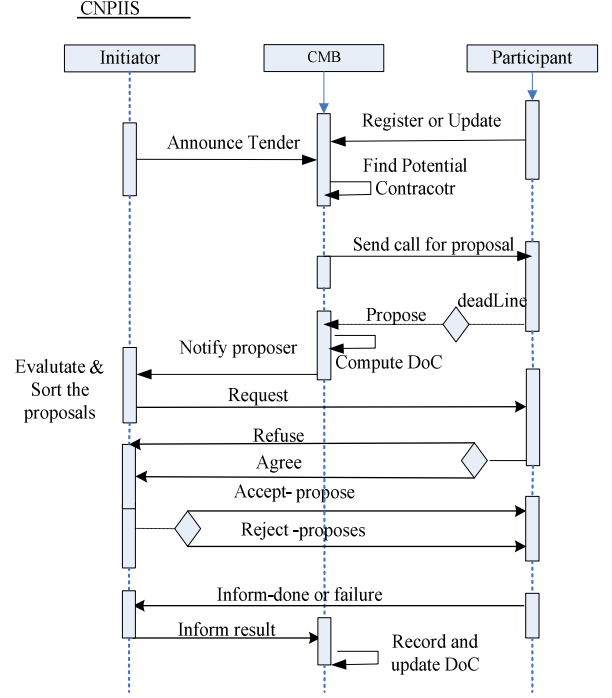 CNPIIS
Initiator
CMB
Participant
Register or Update
Announce Tender
Find Potential
Contracotr
Send call for proposal
deadLine
Propose
Notify proposer
Compute DoC
Evalutate &
Sort the
proposals
Request
Refuse
Agree
Accept- propose
Reject -proposes
Inform-done or failure
Inform result
Record and
update DoC